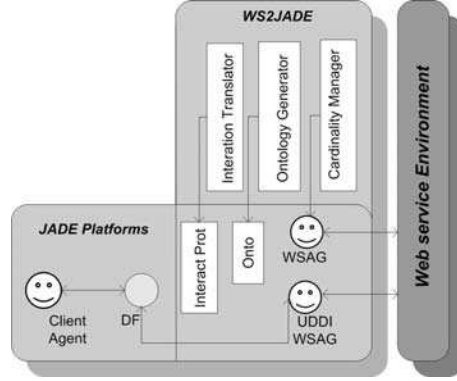 WS2JADE
Interation Translator
Ontology Generator
Cardinality Manager
Web service Environment
JADE Platforms
Interact Prot
Onto
WSAG
Client
Agent
DF
UDDI
WSAG